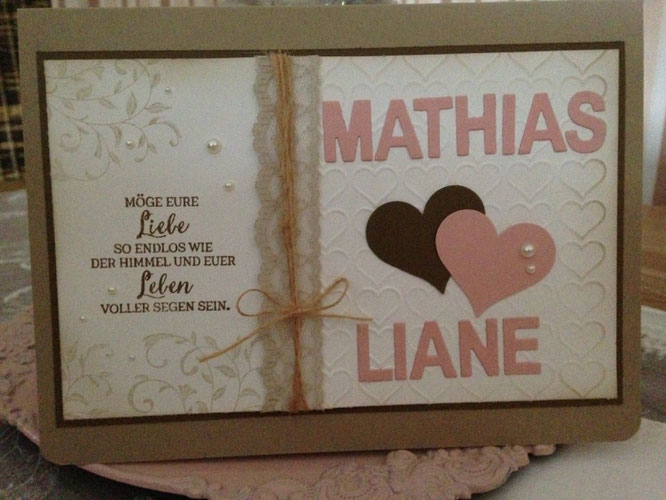 MÖGE EURE
Liebe
SO ENDLOS WIE
DER HIMMEL UND EUER
Leben
VOLLER SEGEN SEIN.
MATHIAS
LIANE